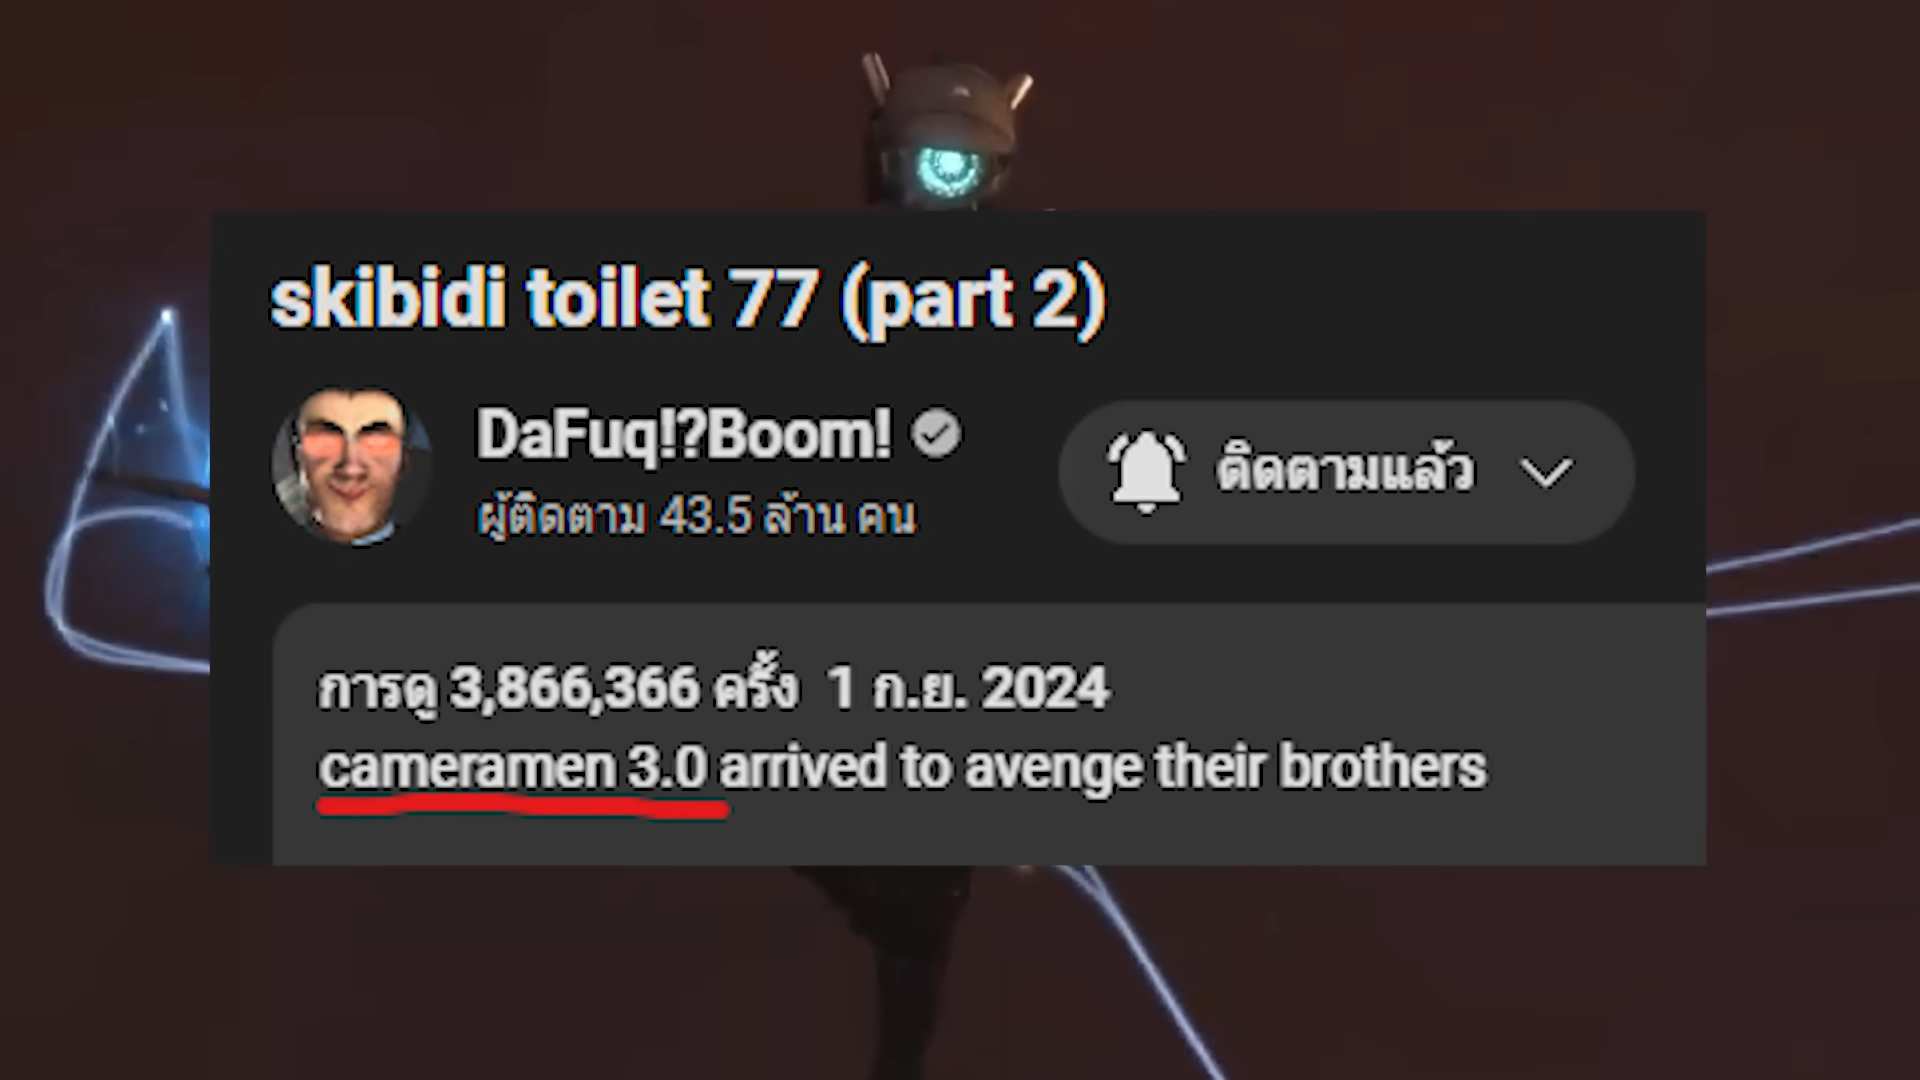 skibidi toilet 77 (part 2)
DaFuq!?Boom!
ผู้ติดตาม 43.5 ล้าน คน
ติดตามแล้ว
การดู 3,866,366 ครั้ง 1 ก.ย. 2024
cameramen 3.0 arrived to avenge their brothers